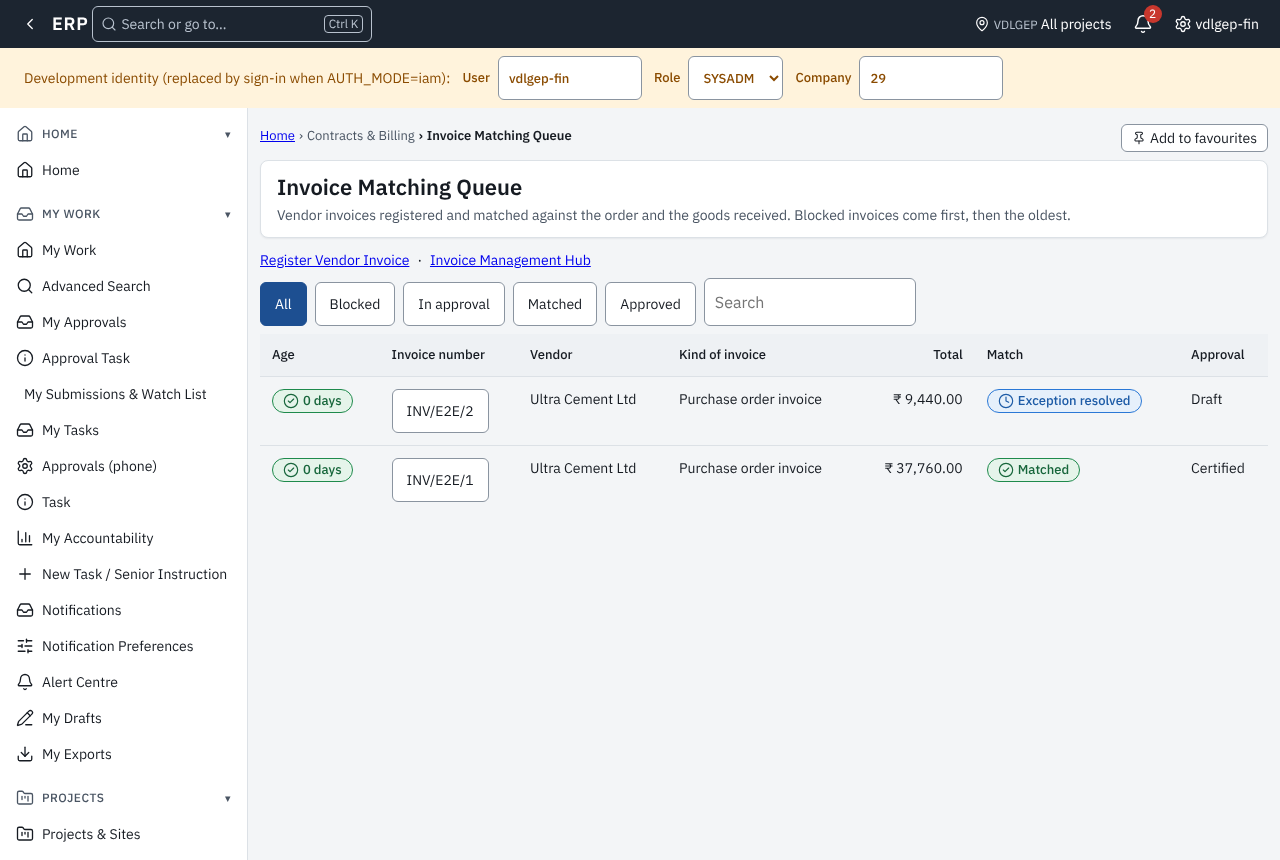 ERP
Search or go to…
Ctrl K
VDLGEP All projects
2
vdlgep-fin
Development identity (replaced by sign-in when AUTH_MODE=iam): User vdlgep-fin Role SYSADM Company 29
HOME
Home
MY WORK
My Work
Advanced Search
My Approvals
Approval Task
My Submissions & Watch List
My Tasks
Approvals (phone)
Task
My Accountability
New Task / Senior Instruction
Notifications
Notification Preferences
Alert Centre
My Drafts
My Exports
PROJECTS
Projects & Sites
Home › Contracts & Billing › Invoice Matching Queue
Add to favourites
Invoice Matching Queue
Vendor invoices registered and matched against the order and the goods received. Blocked invoices come first, then the oldest.
Register Vendor Invoice · Invoice Management Hub
All Blocked In approval Matched Approved Search
Age Invoice number Vendor Kind of invoice Total Match Approval
0 days INV/E2E/2 Ultra Cement Ltd Purchase order invoice ₹ 9,440.00 Exception resolved Draft
0 days INV/E2E/1 Ultra Cement Ltd Purchase order invoice ₹ 37,760.00 Matched Certified